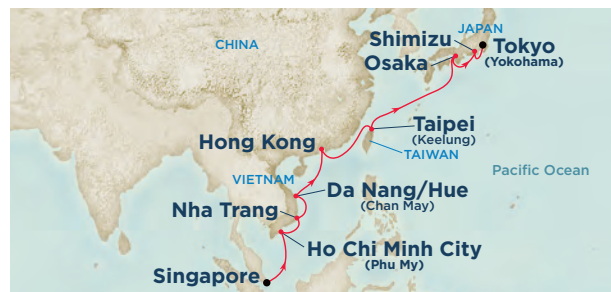 CHINA
JAPAN
Shimizu
Tokyo
(Yokohama)
Osaka
Taipei
(Keelung)
TAIWAN
Hong Kong
Pacific Ocean
VIETNAM
Da Nang/Hue
(Chan May)
Nha Trang
Ho Chi Minh City
(Phu My)
Singapore